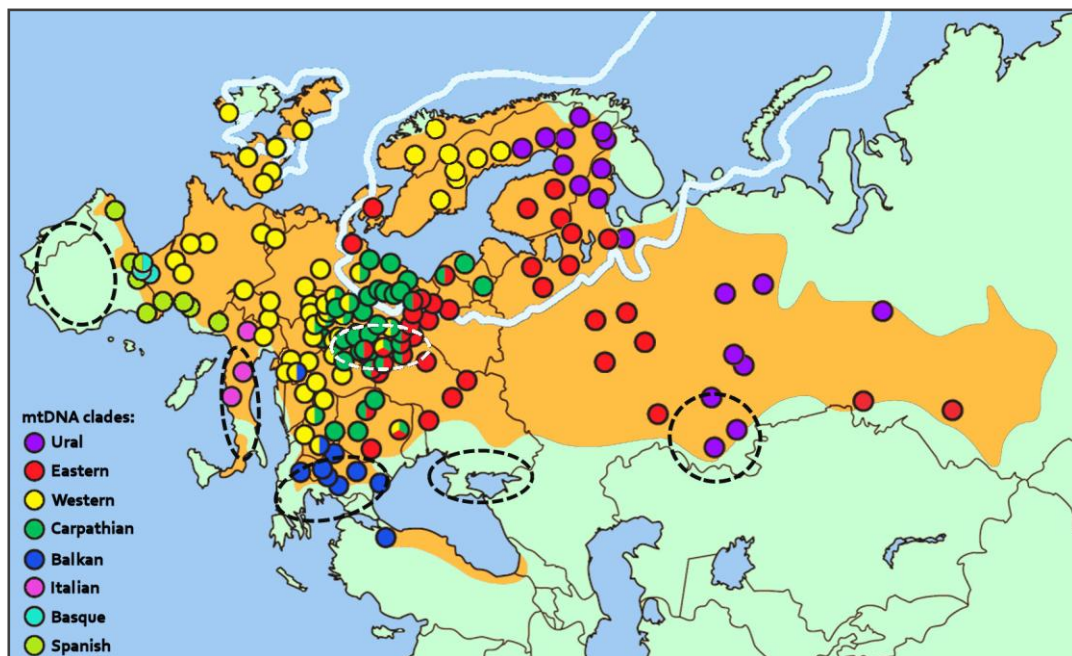 mtDNA clades:
Ural
Eastern
Western
Carpathian
Balkan
Italian
Basque
Spanish